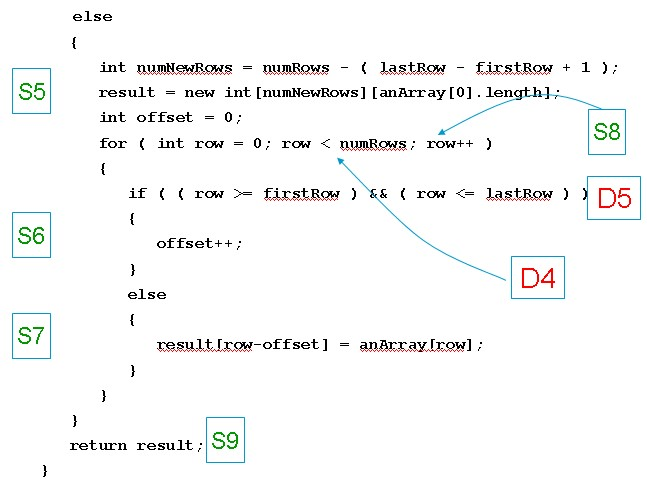 else
{
int numNewRows = numRows - ( lastRow - firstRow + 1 );
S5
result = new int[numNewRows][anArray[0].length];
int offset = 0;
S8
for ( int row = 0; row < numRows; row++ )
{
if ( ( row >= firstRow ) && ( row <= lastRow ) )
D5
{
S6
offset++;
}
D4
else
{
S7
result[row-offset] = anArray[row];
}
}
}
return result;
S9
}